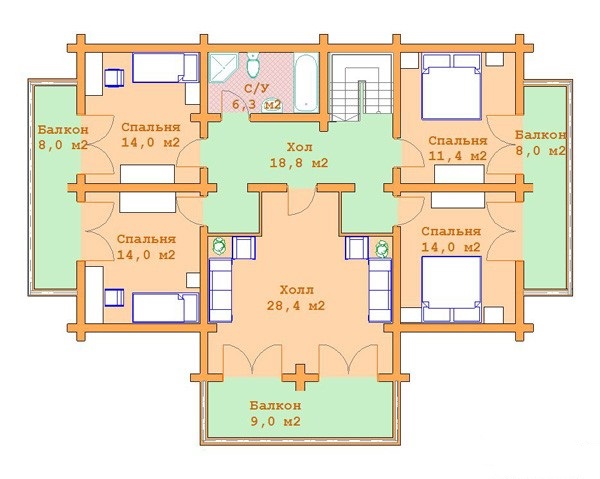 С/У
6,3 м2
Балкон
8,0 м2
Спальня
14,0 м2
Хол
18,8 м2
Спальня
11,4 м2
Балкон
8,0 м2
Спальня
14,0 м2
Холл
28,4 м2
Спальня
14,0 м2
Балкон
9,0 м2